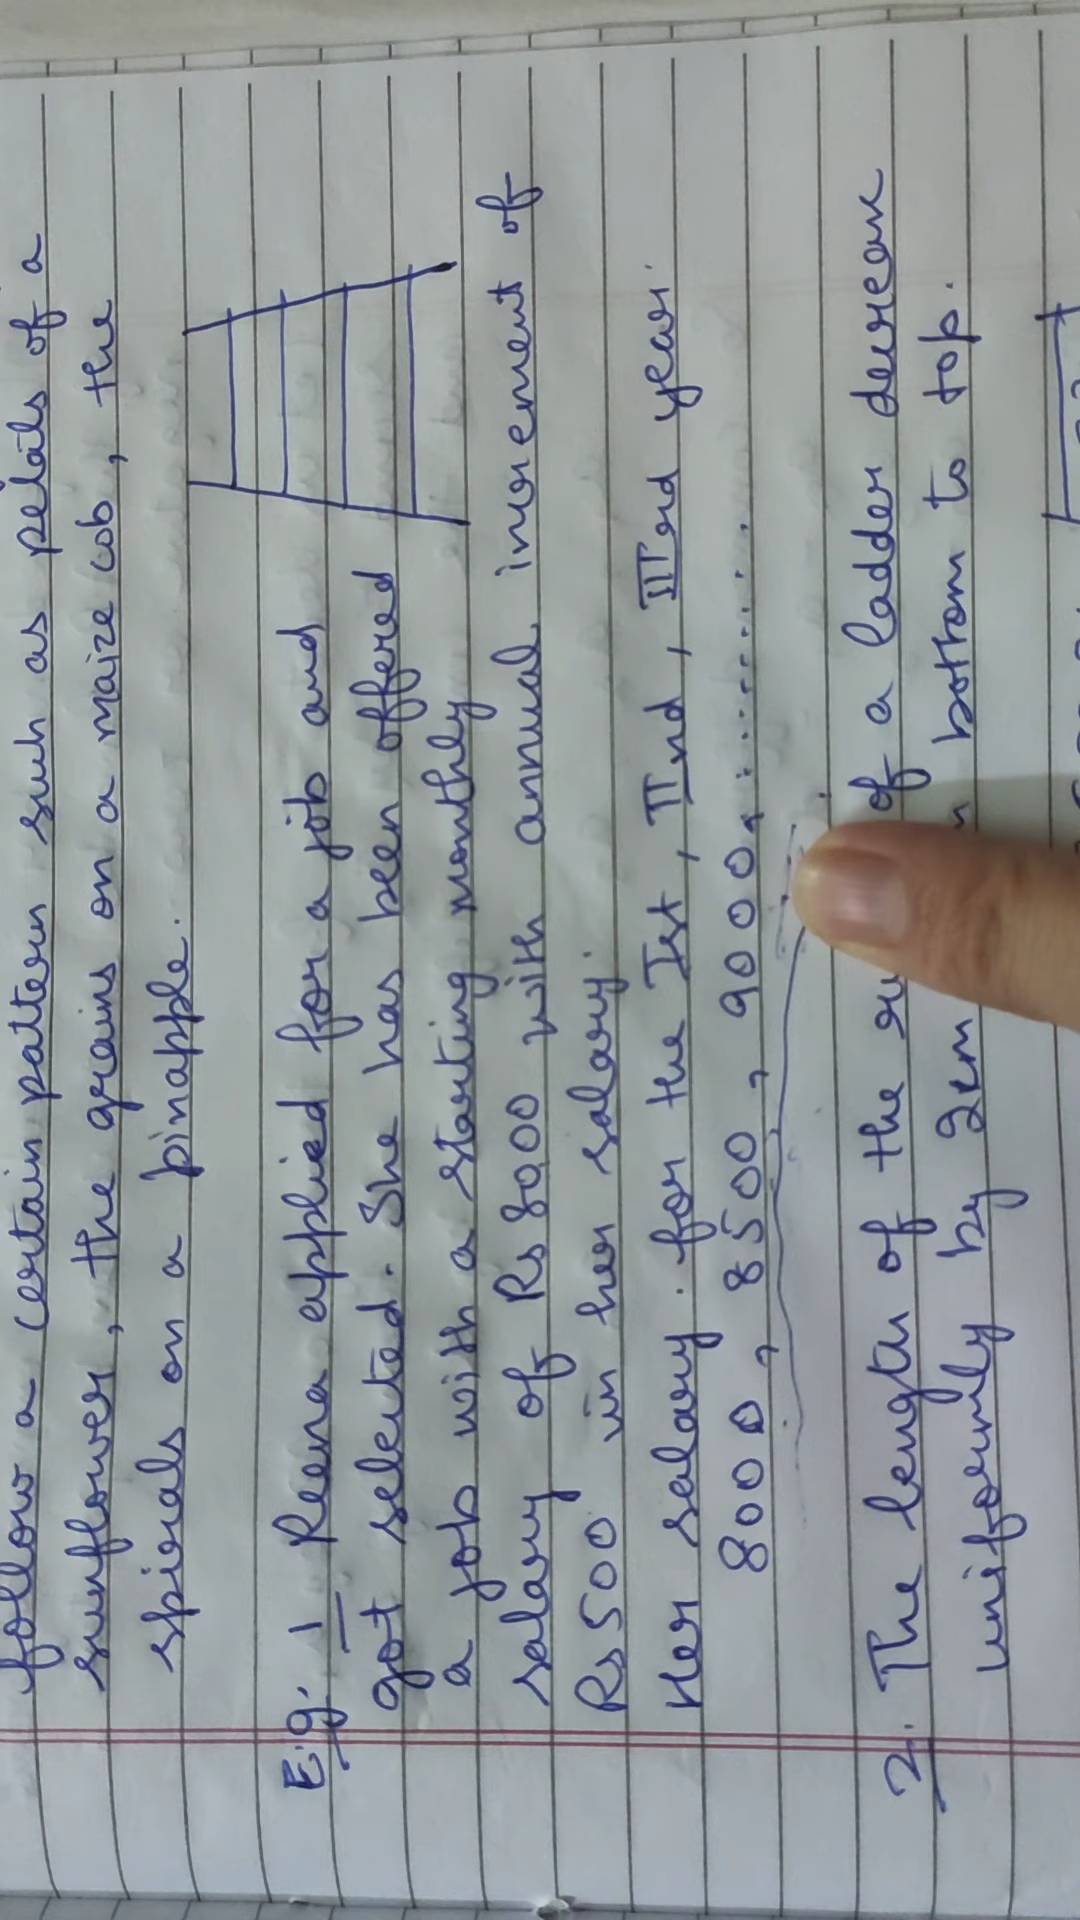 follow a certain pattern such as petals of a
sunflower, the grains on a maize cob, the
spirals on a pinapple.
E.g. 1 Reena applied for a job and
got selected. She has been offered
a job with a starting monthly
salary of Rs 8000 with annual increment of
Rs 500 in her salary.
Her salary for the Ist, IInd, IIIrd year.
8000, 8500, 9000, ..........
2. The length of the of a ladder decrease
uniformly by 2cm bottom to top.